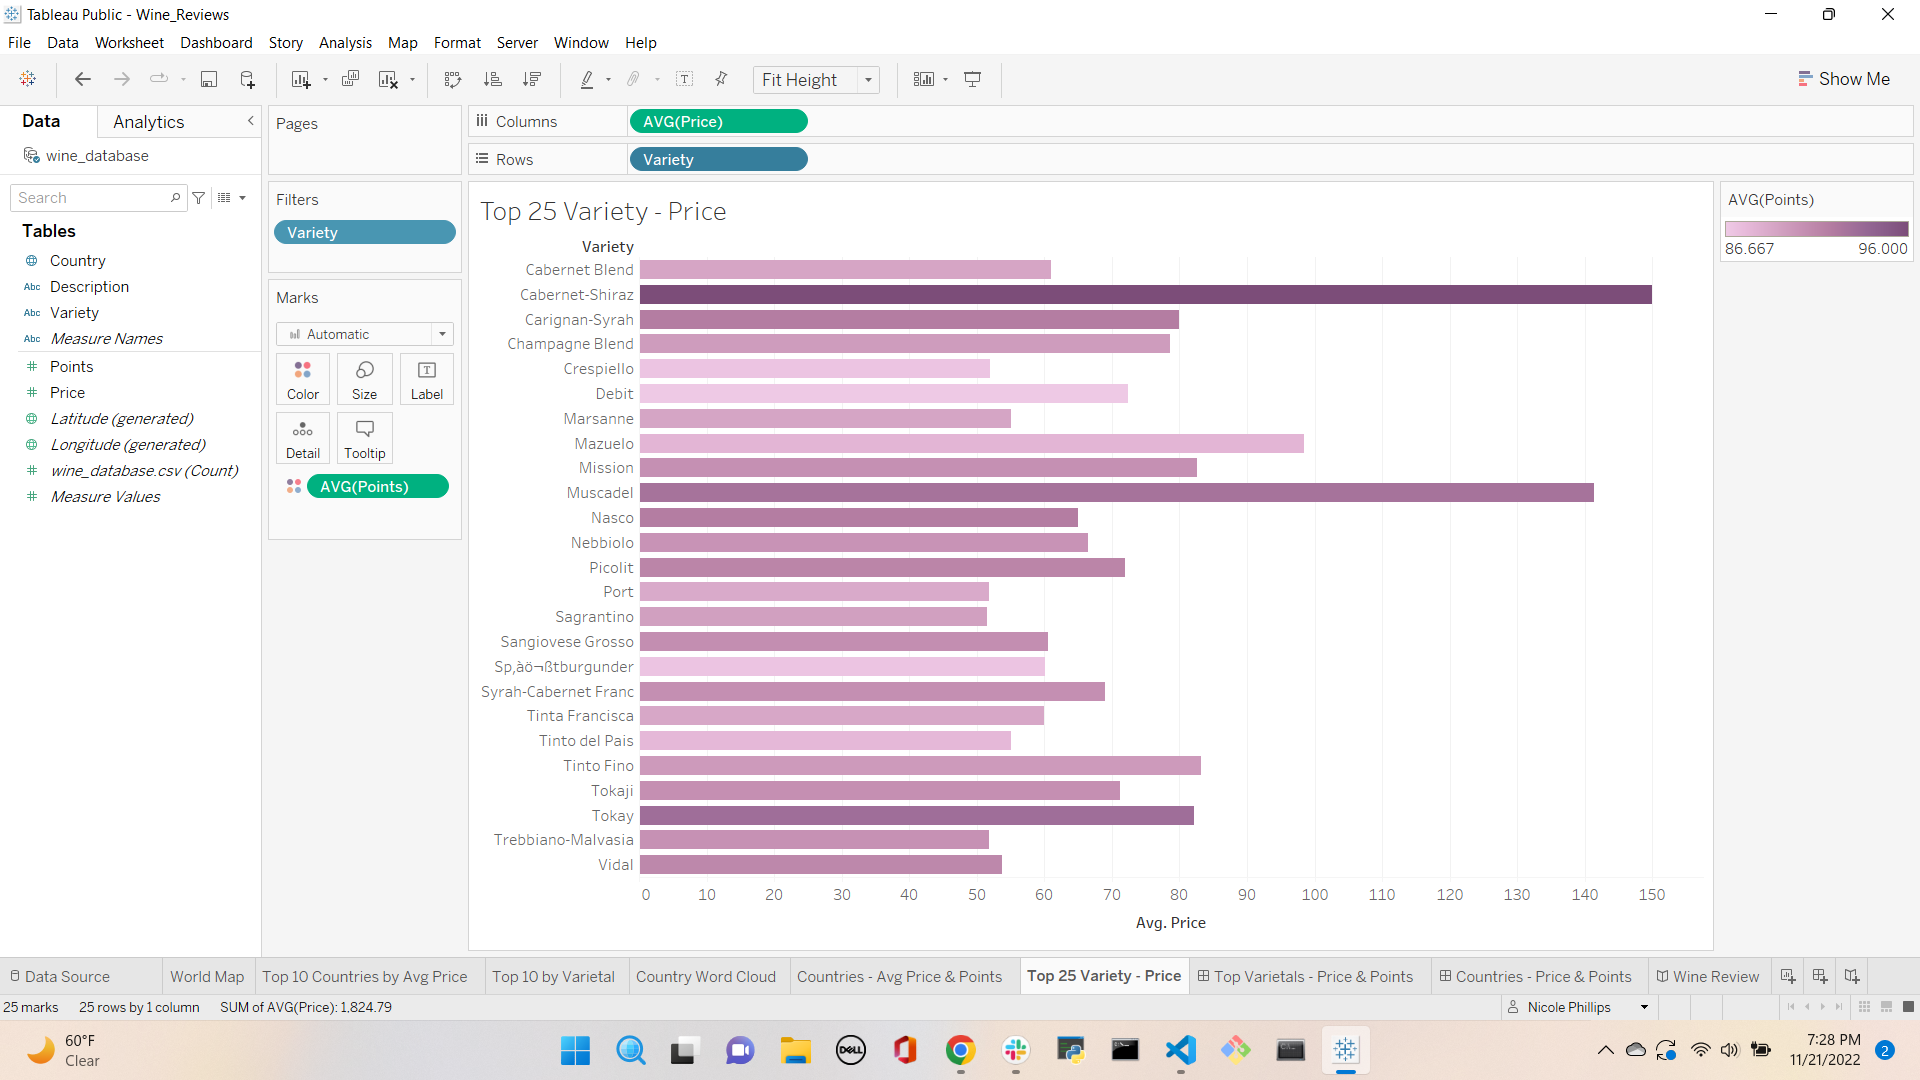 Tableau Public - Wine_Reviews
File Data Worksheet Dashboard Story Analysis Map Format Server Window Help
Fit Height
Show Me
Data Analytics
wine_database
Search
Tables
Country
Abc Description
Abc Variety
Abc Measure Names
Points
Price
Latitude (generated)
Longitude (generated)
wine_database.csv (Count)
Measure Values
Pages
Filters
Variety
Marks
Automatic
Color Size Label
Detail Tooltip
AVG(Points)
Columns AVG(Price)
Rows Variety
Top 25 Variety - Price
Variety
Cabernet Blend
Cabernet-Shiraz
Carignan-Syrah
Champagne Blend
Crespiello
Debit
Marsanne
Mazuelo
Mission
Muscadel
Nasco
Nebbiolo
Picolit
Port
Sagrantino
Sangiovese Grosso
Sp‚àö¬ßtburgunder
Syrah-Cabernet Franc
Tinta Francisca
Tinto del Pais
Tinto Fino
Tokaji
Tokay
Trebbiano-Malvasia
Vidal
0 10 20 30 40 50 60 70 80 90 100 110 120 130 140 150
Avg. Price
AVG(Points)
86.667 96.000
Data Source World Map Top 10 Countries by Avg Price Top 10 by Varietal Country Word Cloud Countries - Avg Price & Points Top 25 Variety - Price Top Varietals - Price & Points Countries - Price & Points Wine Review
25 marks 25 rows by 1 column SUM of AVG(Price): 1,824.79 Nicole Phillips
60°F
Clear
DELL
7:28 PM
11/21/2022
2